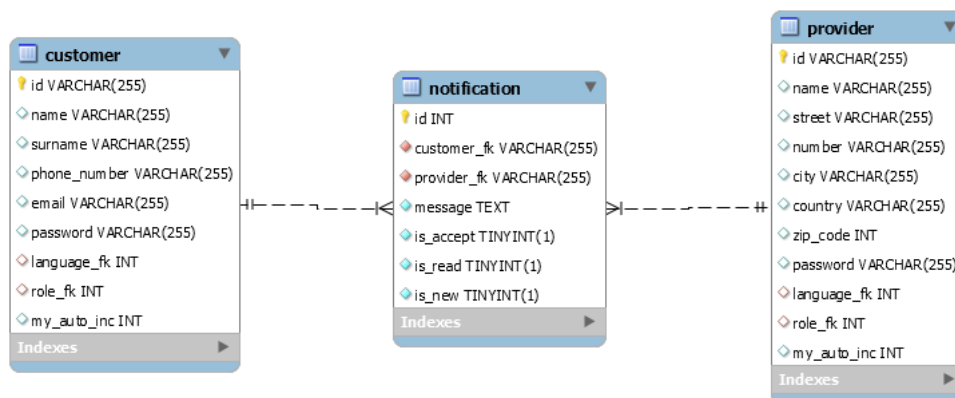 customer
id VARCHAR(255)
name VARCHAR(255)
surname VARCHAR(255)
phone_number VARCHAR(255)
email VARCHAR(255)
password VARCHAR(255)
language_fk INT
role_fk INT
my_auto_inc INT
Indexes
notification
id INT
customer_fk VARCHAR(255)
provider_fk VARCHAR(255)
message TEXT
is_accept TINYINT(1)
is_read TINYINT(1)
is_new TINYINT(1)
Indexes
provider
id VARCHAR(255)
name VARCHAR(255)
street VARCHAR(255)
number VARCHAR(255)
city VARCHAR(255)
country VARCHAR(255)
zip_code INT
password VARCHAR(255)
language_fk INT
role_fk INT
my_auto_inc INT
Indexes